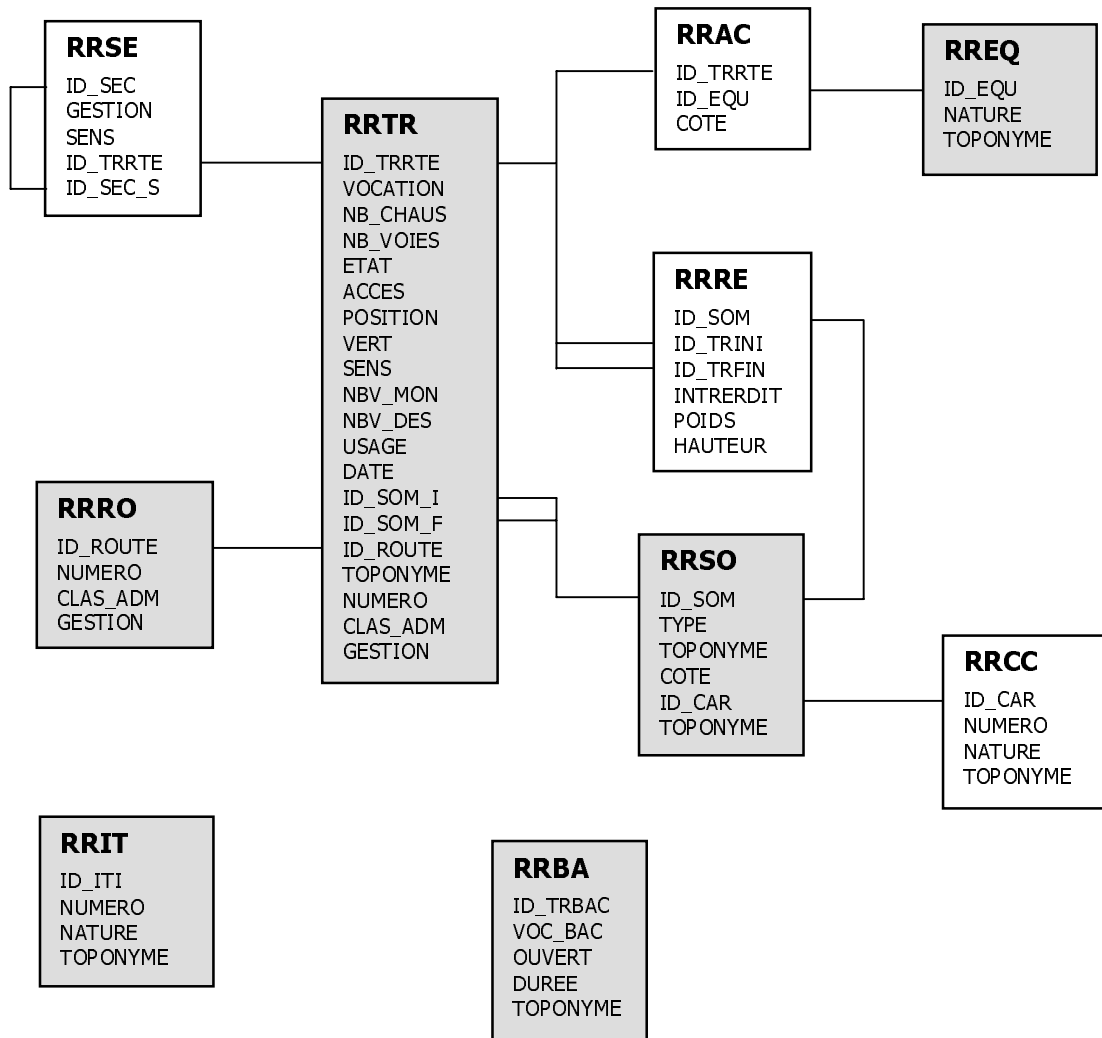 RRSE
ID_SEC
GESTION
SENS
ID_TRRTE
ID_SEC_S
RRTR
ID_TRRTE
VOCATION
NB_CHAUS
NB_VOIES
ETAT
ACCES
POSITION
VERT
SENS
NBV_MON
NBV_DES
USAGE
DATE
ID_SOM_I
ID_SOM_F
ID_ROUTE
TOPONYME
NUMERO
CLAS_ADM
GESTION
RRAC
ID_TRRTE
ID_EQU
COTE
RREQ
ID_EQU
NATURE
TOPONYME
RRRE
ID_SOM
ID_TRINI
ID_TRFIN
INTRERDIT
POIDS
HAUTEUR
RRRO
ID_ROUTE
NUMERO
CLAS_ADM
GESTION
RRSO
ID_SOM
TYPE
TOPONYME
COTE
ID_CAR
TOPONYME
RRCC
ID_CAR
NUMERO
NATURE
TOPONYME
RRIT
ID_ITI
NUMERO
NATURE
TOPONYME
RRBA
ID_TRBAC
VOC_BAC
OUVERT
DUREE
TOPONYME